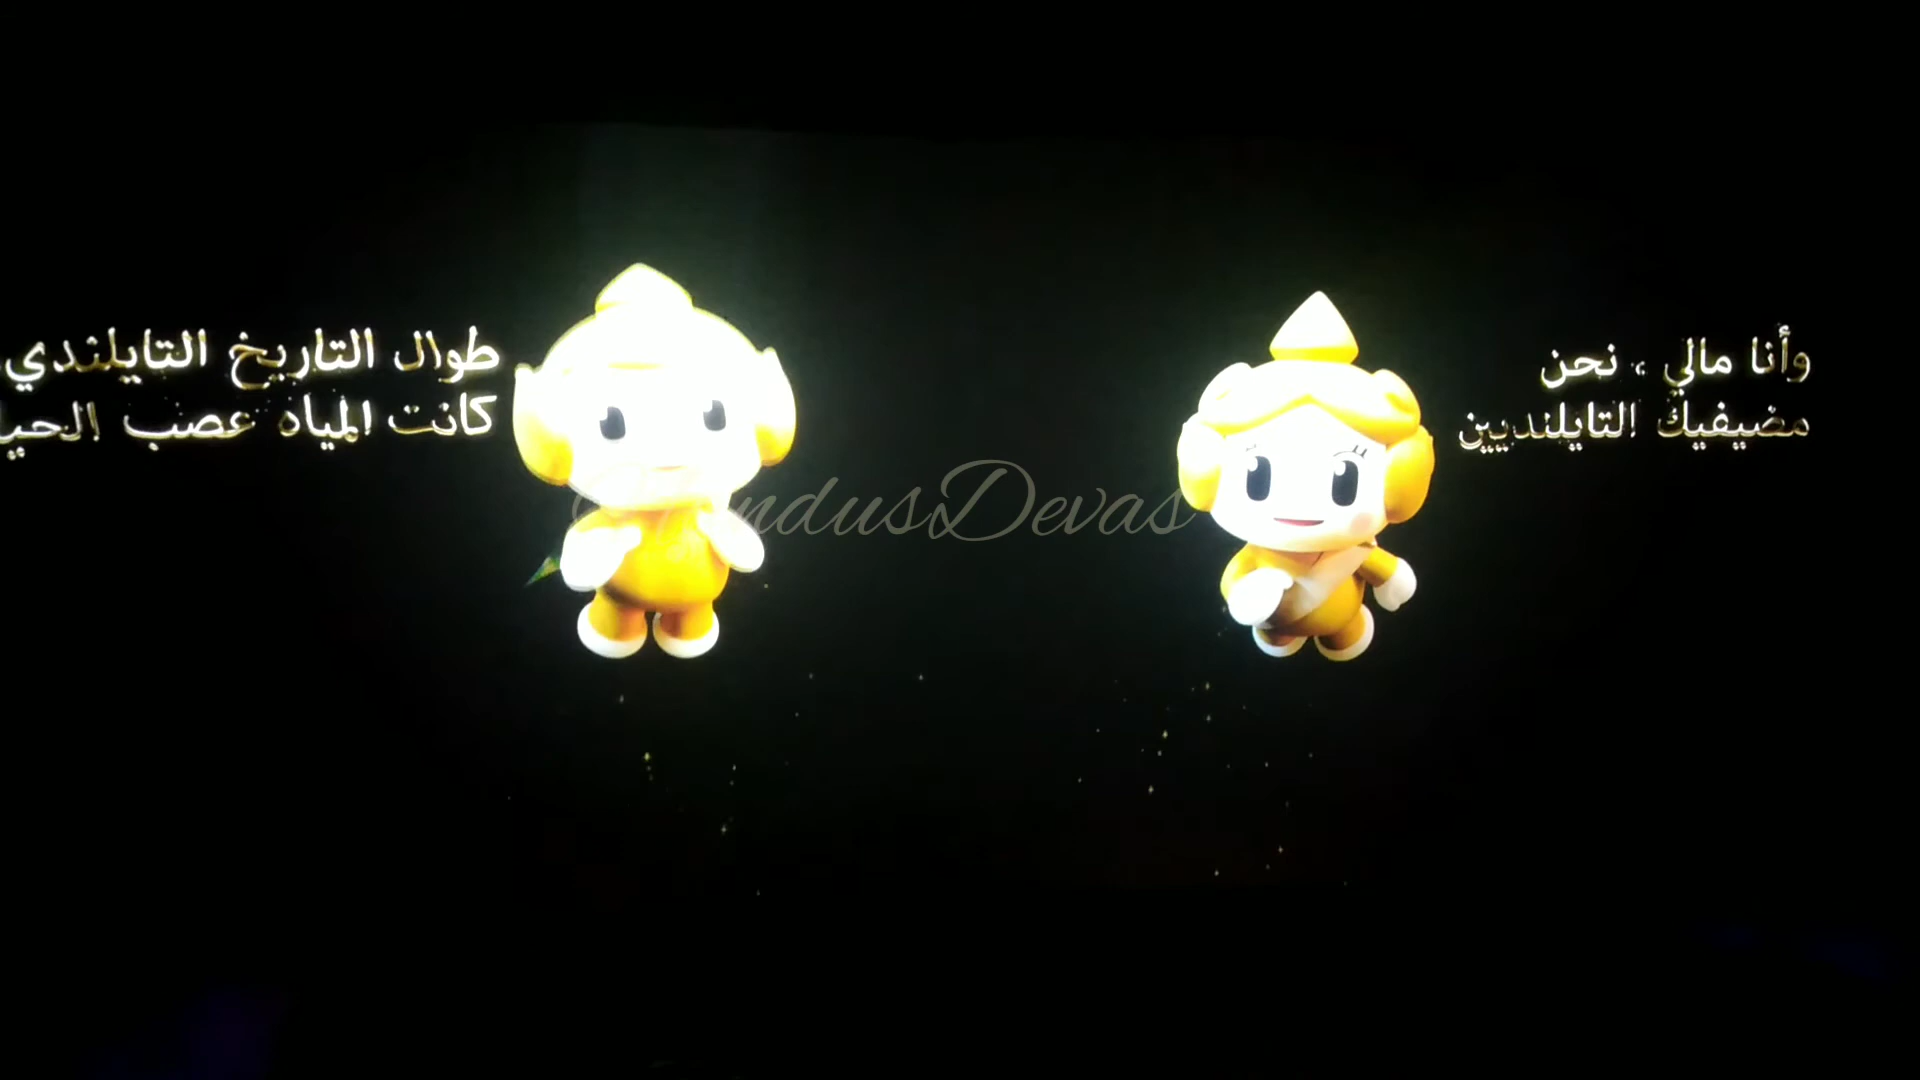 وأنا مالي ، نحن
مضيفيك التايلنديين
طوال التاريخ التايلندي
كانت المياه عصب